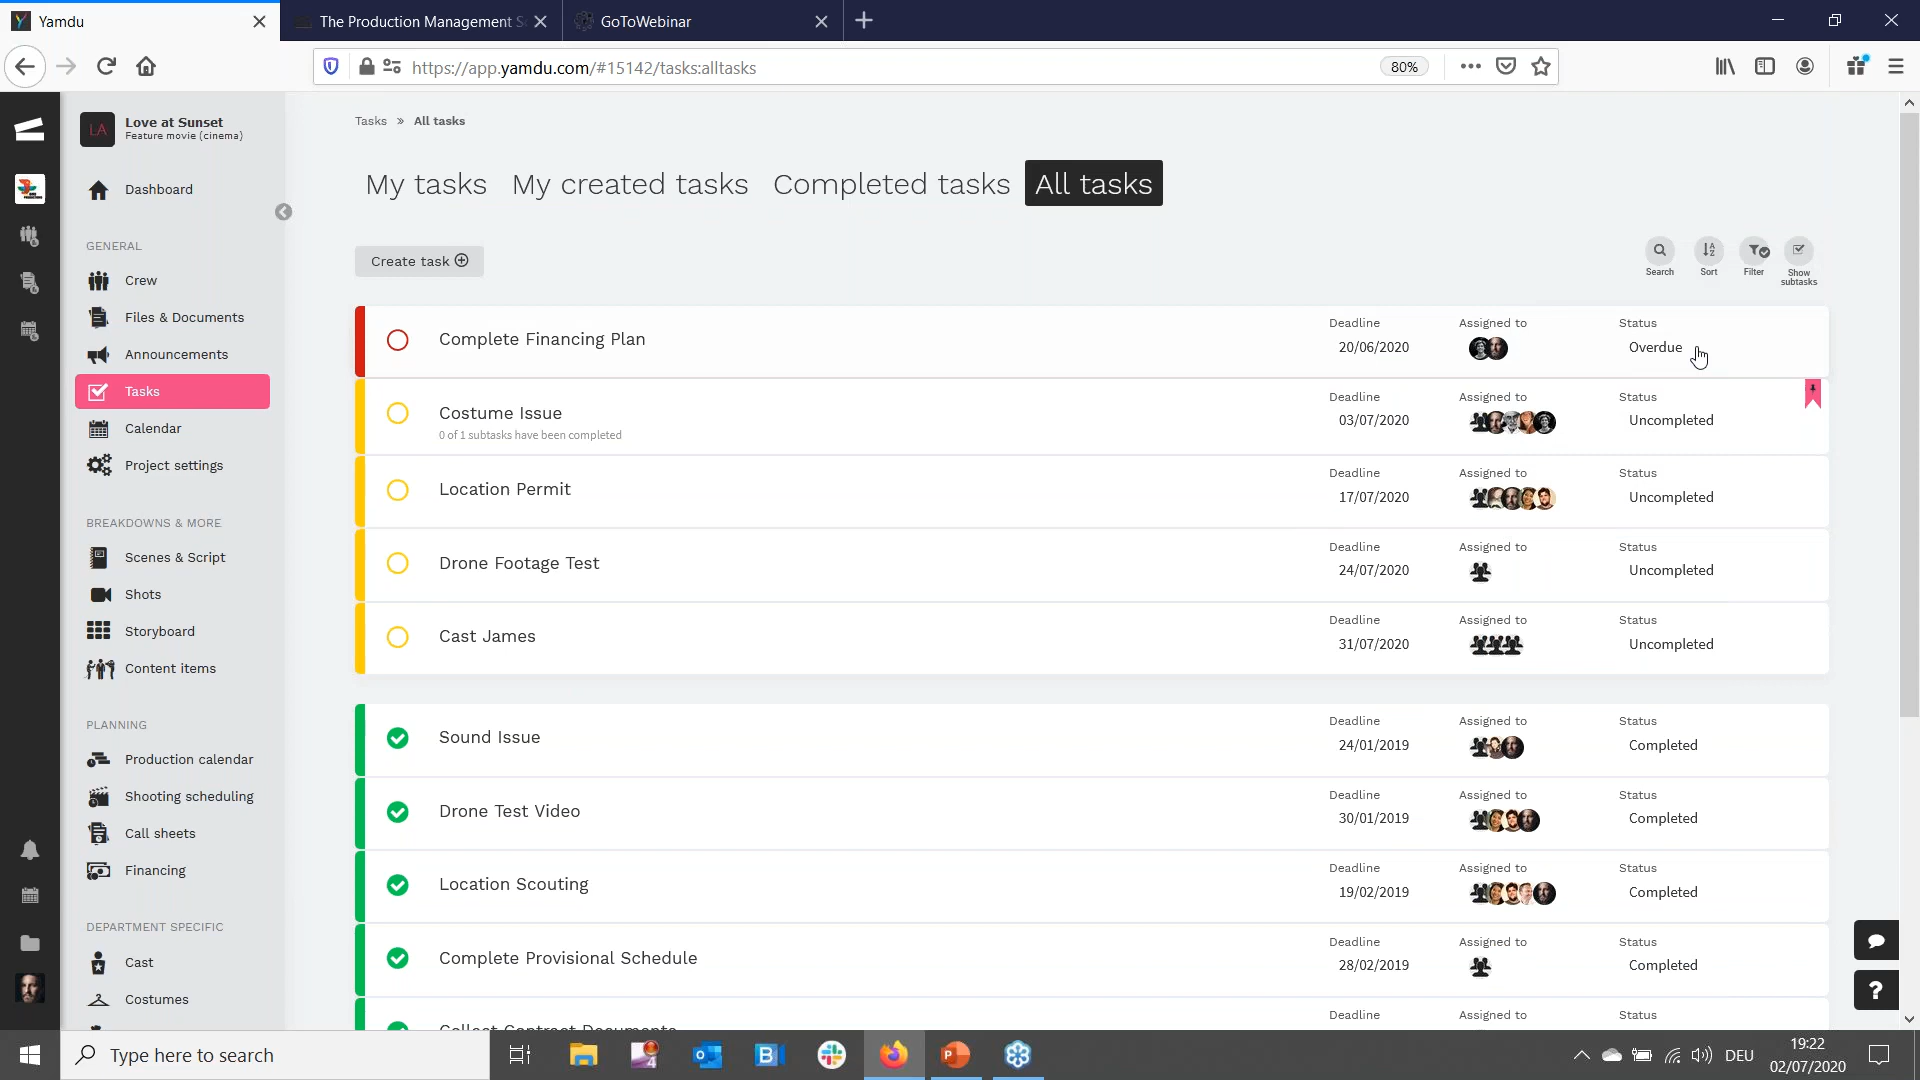 Yamdu
The Production Management S
GoToWebinar
https://app.yamdu.com/#15142/tasks:alltasks
80%
LA
Love at Sunset
Feature movie (cinema)
Dashboard
GENERAL
Crew
Files & Documents
Announcements
Tasks
Calendar
Project settings
BREAKDOWNS & MORE
Scenes & Script
Shots
Storyboard
Content items
PLANNING
Production calendar
Shooting scheduling
Call sheets
Financing
DEPARTMENT SPECIFIC
Cast
Costumes
Tasks » All tasks
My tasks My created tasks Completed tasks All tasks
Create task
Search
Sort
Filter
Show
subtasks
Complete Financing Plan
Deadline
20/06/2020
Assigned to
Status
Overdue
Costume Issue
0 of 1 subtasks have been completed
Deadline
03/07/2020
Assigned to
Status
Uncompleted
Location Permit
Deadline
17/07/2020
Assigned to
Status
Uncompleted
Drone Footage Test
Deadline
24/07/2020
Assigned to
Status
Uncompleted
Cast James
Deadline
31/07/2020
Assigned to
Status
Uncompleted
Sound Issue
Deadline
24/01/2019
Assigned to
Status
Completed
Drone Test Video
Deadline
30/01/2019
Assigned to
Status
Completed
Location Scouting
Deadline
19/02/2019
Assigned to
Status
Completed
Complete Provisional Schedule
Deadline
28/02/2019
Assigned to
Status
Completed
Collect Contract Documents
Deadline
Assigned to
Status
?
Type here to search
DEU
19:22
02/07/2020